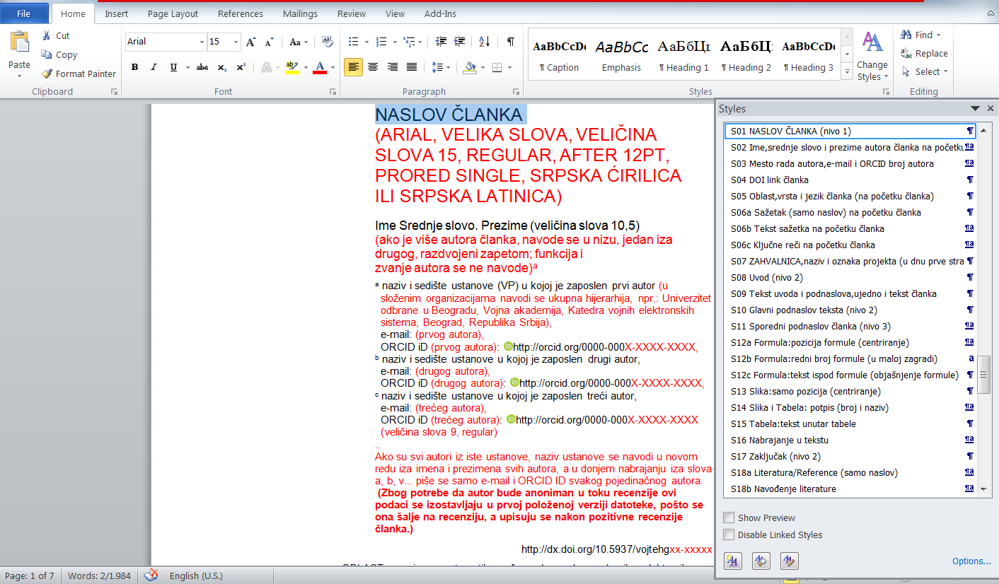 File Home Insert Page Layout References Mailings Review View Add-Ins
Paste
Cut
Copy
Format Painter
Clipboard
Arial 15
Font
Paragraph
AaBbCcDc AaBbCc АаБбЦц АаБбЦ: AaBbCcDc
¶ Caption Emphasis ¶ Heading 1 ¶ Heading 2 ¶ Heading 3
Change
Styles
Styles
Find
Replace
Select
Editing
NASLOV ČLANKA
(ARIAL, VELIKA SLOVA, VELIČINA
SLOVA 15, REGULAR, AFTER 12PT,
PRORED SINGLE, SRPSKA ĆIRILICA
ILI SRPSKA LATINICA)
Ime Srednje slovo. Prezime (veličina slova 10,5)
(ako je više autora članka, navode se u nizu, jedan iza
drugog, razdvojeni zapetom; funkcija i
zvanje autora se ne navode)a
a naziv i sedište ustanove (VP) u kojoj je zaposlen prvi autor (u
složenim organizacijama navodi se ukupna hijerarhija, npr.: Univerzitet
odbrane u Beogradu, Vojna akademija, Katedra vojnih elektronskih
sistema, Beograd, Republika Srbija),
e-mail: (prvog autora),
ORCID iD (prvog autora): iD http://orcid.org/0000-000X-XXXX-XXXX,
b naziv i sedište ustanove u kojoj je zaposlen drugi autor,
e-mail: (drugog autora),
ORCID iD (drugog autora): iD http://orcid.org/0000-000X-XXXX-XXXX,
c naziv i sedište ustanove u kojoj je zaposlen treći autor,
e-mail: (trećeg autora),
ORCID iD (trećeg autora): iD http://orcid.org/0000-000X-XXXX-XXXX
(veličina slova 9, regular)
..
Ako su svi autori iz iste ustanove, naziv ustanove se navodi u novom
redu iza imena i prezimena svih autora, a u donjem nabrajanju iza slova
a, b, v... piše se samo e-mail i ORCID ID svakog pojedinačnog autora.
(Zbog potrebe da autor bude anoniman u toku recenzije ovi
podaci se izostavljaju u prvoj položenoj verziji datoteke, pošto se
ona šalje na recenziju, a upisuju se nakon pozitivne recenzije
članka.)
http://dx.doi.org/10.5937/vojtehgxx-xxxxx
Styles
S01 NASLOV ČLANKA (nivo 1) ¶
S02 Ime,srednje slovo i prezime autora članka na početku ¶a
S03 Mesto rada autora,e-mail i ORCID broj autora ¶a
S04 DOI link članka ¶
S05 Oblast,vrsta i jezik članka (na početku članka) ¶
S06a Sažetak (samo naslov) na početku članka ¶
S06b Tekst sažetka na početku članka ¶a
S06c Ključne reči na početku članka ¶a
S07 ZAHVALNICA,naziv i oznaka projekta (u dnu prve stra ¶
S08 Uvod (nivo 2) ¶
S09 Tekst uvoda i podnaslova,ujedno i tekst članka ¶
S10 Glavni podnaslov teksta (nivo 2) ¶
S11 Sporedni podnaslov članka (nivo 3) ¶a
S12a Formula:pozicija formule (centriranje) ¶a
S12b Formula:redni broj formule (u maloj zagradi) a
S12c Formula:tekst ispod formule (objašnjenje formule) ¶
S13 Slika:samo pozicija (centriranje) ¶
S14 Slika i Tabela: potpis (broj i naziv) ¶a
S15 Tabela:tekst unutar tabele ¶
S16 Nabrajanje u tekstu ¶a
S17 Zaključak (nivo 2) ¶
S18a Literatura/Reference (samo naslov) ¶a
S18b Navođenje literature ¶a
Show Preview
Disable Linked Styles
Options...
Page: 1 of 7 Words: 2/1.984 English (U.S.)